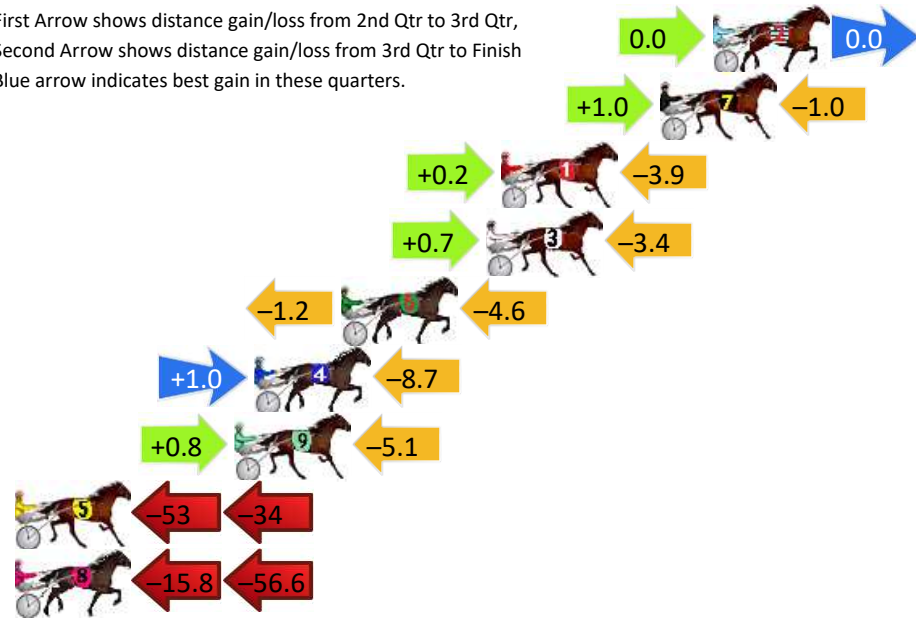 First Arrow shows distance gain/loss from 2nd Qtr to 3rd Qtr,
Second Arrow shows distance gain/loss from 3rd Qtr to Finish
Blue arrow indicates best gain in these quarters.
0.0 2 0.0
+1.0 7 –1.0
+0.2 1 –3.9
+0.7 3 –3.4
–1.2 6 –4.6
+1.0 4 –8.7
+0.8 9 –5.1
5 –53 –34
8 –15.8 –56.6